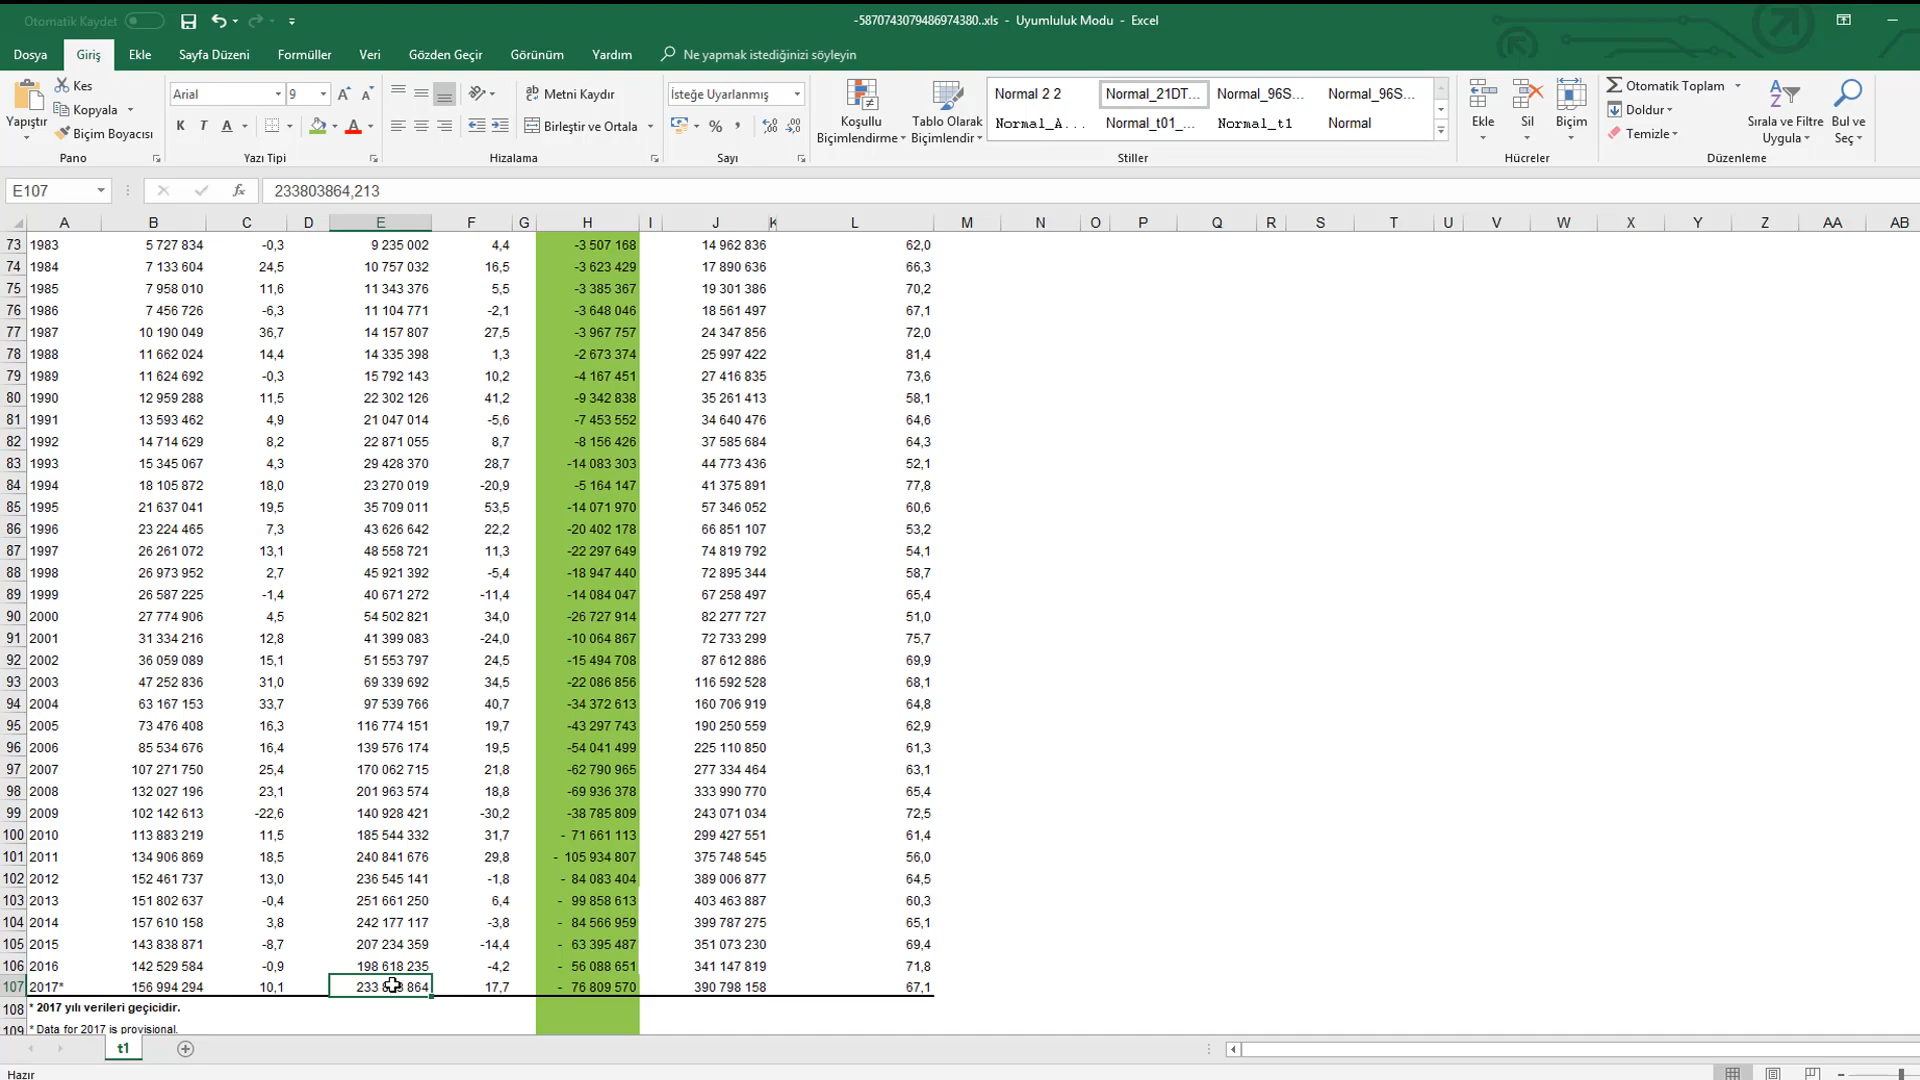 Otomatik Kaydet
-5870743079486974380..xls - Uyumluluk Modu - Excel
Dosya Giriş Ekle Sayfa Düzeni Formüller Veri Gözden Geçir Görünüm Yardım Ne yapmak istediğinizi söyleyin
Yapıştır
Kes
Kopyala
Biçim Boyacısı
Pano
Arial 9
K T A A
Yazı Tipi
Metni Kaydır
Birleştir ve Ortala
Hizalama
İsteğe Uyarlanmış
%
Sayı
Koşullu Biçimlendirme
Tablo Olarak Biçimlendir
Normal 2 2 Normal_21DT... Normal_96S... Normal_96S...
Normal_A... Normal_t01_... Normal_t1 Normal
Stiller
Ekle Sil Biçim
Hücreler
Otomatik Toplam
Doldur
Temizle
Sırala ve Filtre Uygula
Bul ve Seç
Düzenleme
E107 fx 233803864,213
A B C D E F G H I J K L M N O P Q R S T U V W X Y Z AA AB
73 1983 5 727 834 -0,3 9 235 002 4,4 -3 507 168 14 962 836 62,0
74 1984 7 133 604 24,5 10 757 032 16,5 -3 623 429 17 890 636 66,3
75 1985 7 958 010 11,6 11 343 376 5,5 -3 385 367 19 301 386 70,2
76 1986 7 456 726 -6,3 11 104 771 -2,1 -3 648 046 18 561 497 67,1
77 1987 10 190 049 36,7 14 157 807 27,5 -3 967 757 24 347 856 72,0
78 1988 11 662 024 14,4 14 335 398 1,3 -2 673 374 25 997 422 81,4
79 1989 11 624 692 -0,3 15 792 143 10,2 -4 167 451 27 416 835 73,6
80 1990 12 959 288 11,5 22 302 126 41,2 -9 342 838 35 261 413 58,1
81 1991 13 593 462 4,9 21 047 014 -5,6 -7 453 552 34 640 476 64,6
82 1992 14 714 629 8,2 22 871 055 8,7 -8 156 426 37 585 684 64,3
83 1993 15 345 067 4,3 29 428 370 28,7 -14 083 303 44 773 436 52,1
84 1994 18 105 872 18,0 23 270 019 -20,9 -5 164 147 41 375 891 77,8
85 1995 21 637 041 19,5 35 709 011 53,5 -14 071 970 57 346 052 60,6
86 1996 23 224 465 7,3 43 626 642 22,2 -20 402 178 66 851 107 53,2
87 1997 26 261 072 13,1 48 558 721 11,3 -22 297 649 74 819 792 54,1
88 1998 26 973 952 2,7 45 921 392 -5,4 -18 947 440 72 895 344 58,7
89 1999 26 587 225 -1,4 40 671 272 -11,4 -14 084 047 67 258 497 65,4
90 2000 27 774 906 4,5 54 502 821 34,0 -26 727 914 82 277 727 51,0
91 2001 31 334 216 12,8 41 399 083 -24,0 -10 064 867 72 733 299 75,7
92 2002 36 059 089 15,1 51 553 797 24,5 -15 494 708 87 612 886 69,9
93 2003 47 252 836 31,0 69 339 692 34,5 -22 086 856 116 592 528 68,1
94 2004 63 167 153 33,7 97 539 766 40,7 -34 372 613 160 706 919 64,8
95 2005 73 476 408 16,3 116 774 151 19,7 -43 297 743 190 250 559 62,9
96 2006 85 534 676 16,4 139 576 174 19,5 -54 041 499 225 110 850 61,3
97 2007 107 271 750 25,4 170 062 715 21,8 -62 790 965 277 334 464 63,1
98 2008 132 027 196 23,1 201 963 574 18,8 -69 936 378 333 990 770 65,4
99 2009 102 142 613 -22,6 140 928 421 -30,2 -38 785 809 243 071 034 72,5
100 2010 113 883 219 11,5 185 544 332 31,7 - 71 661 113 299 427 551 61,4
101 2011 134 906 869 18,5 240 841 676 29,8 - 105 934 807 375 748 545 56,0
102 2012 152 461 737 13,0 236 545 141 -1,8 - 84 083 404 389 006 877 64,5
103 2013 151 802 637 -0,4 251 661 250 6,4 - 99 858 613 403 463 887 60,3
104 2014 157 610 158 3,8 242 177 117 -3,8 - 84 566 959 399 787 275 65,1
105 2015 143 838 871 -8,7 207 234 359 -14,4 - 63 395 487 351 073 230 69,4
106 2016 142 529 584 -0,9 198 618 235 -4,2 - 56 088 651 341 147 819 71,8
107 2017* 156 994 294 10,1 233 864 17,7 - 76 809 570 390 798 158 67,1
108 * 2017 yılı verileri geçicidir.
109 * Data for 2017 is provisional.
t1
Hazır